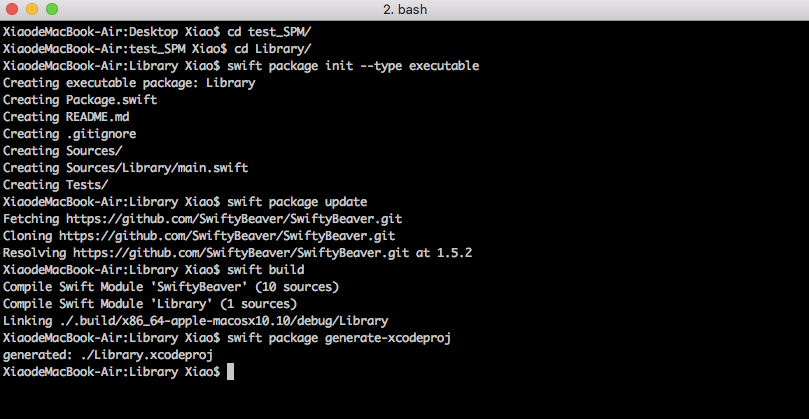 2. bash
XiaodeMacBook-Air:Desktop Xiao$ cd test_SPM/
XiaodeMacBook-Air:test_SPM Xiao$ cd Library/
XiaodeMacBook-Air:Library Xiao$ swift package init --type executable
Creating executable package: Library
Creating Package.swift
Creating README.md
Creating .gitignore
Creating Sources/
Creating Sources/Library/main.swift
Creating Tests/
XiaodeMacBook-Air:Library Xiao$ swift package update
Fetching https://github.com/SwiftyBeaver/SwiftyBeaver.git
Cloning https://github.com/SwiftyBeaver/SwiftyBeaver.git
Resolving https://github.com/SwiftyBeaver/SwiftyBeaver.git at 1.5.2
XiaodeMacBook-Air:Library Xiao$ swift build
Compile Swift Module 'SwiftyBeaver' (10 sources)
Compile Swift Module 'Library' (1 sources)
Linking ./.build/x86_64-apple-macosx10.10/debug/Library
XiaodeMacBook-Air:Library Xiao$ swift package generate-xcodeproj
generated: ./Library.xcodeproj
XiaodeMacBook-Air:Library Xiao$